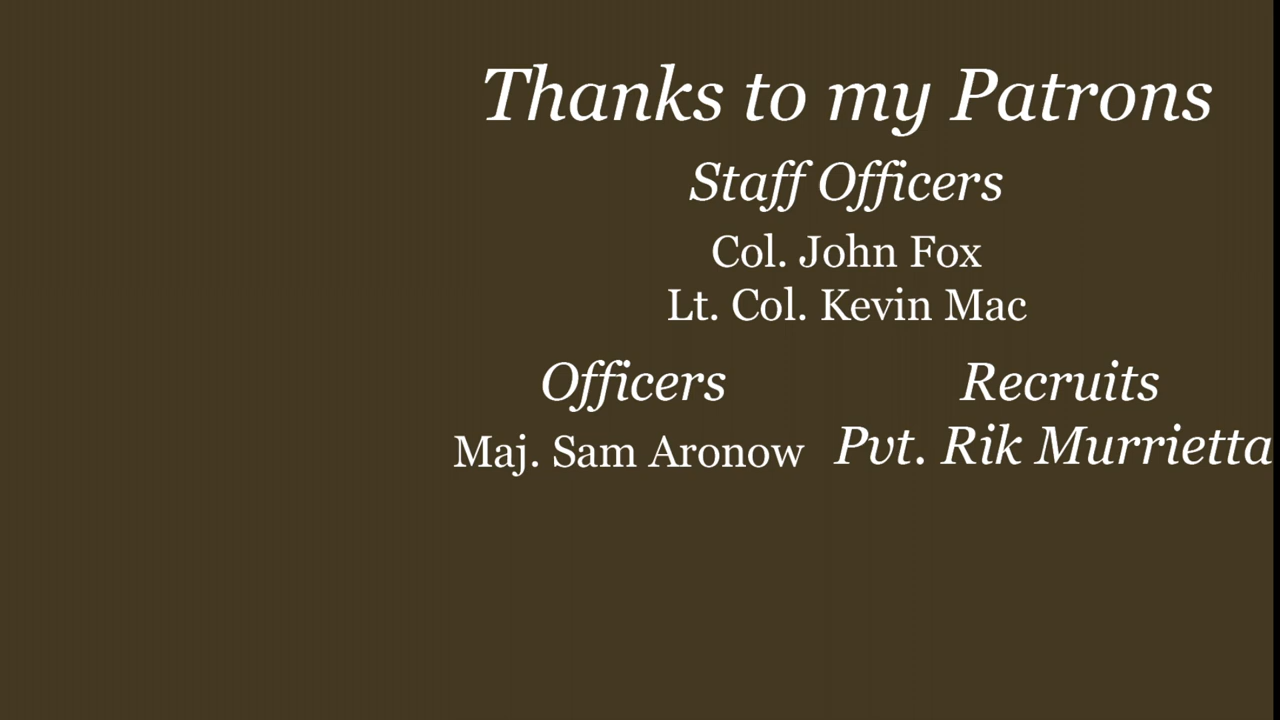 Thanks to my Patrons
Staff Officers
Col. John Fox
Lt. Col. Kevin Mac
Officers
Maj. Sam Aronow
Recruits
Pvt. Rik Murrietta